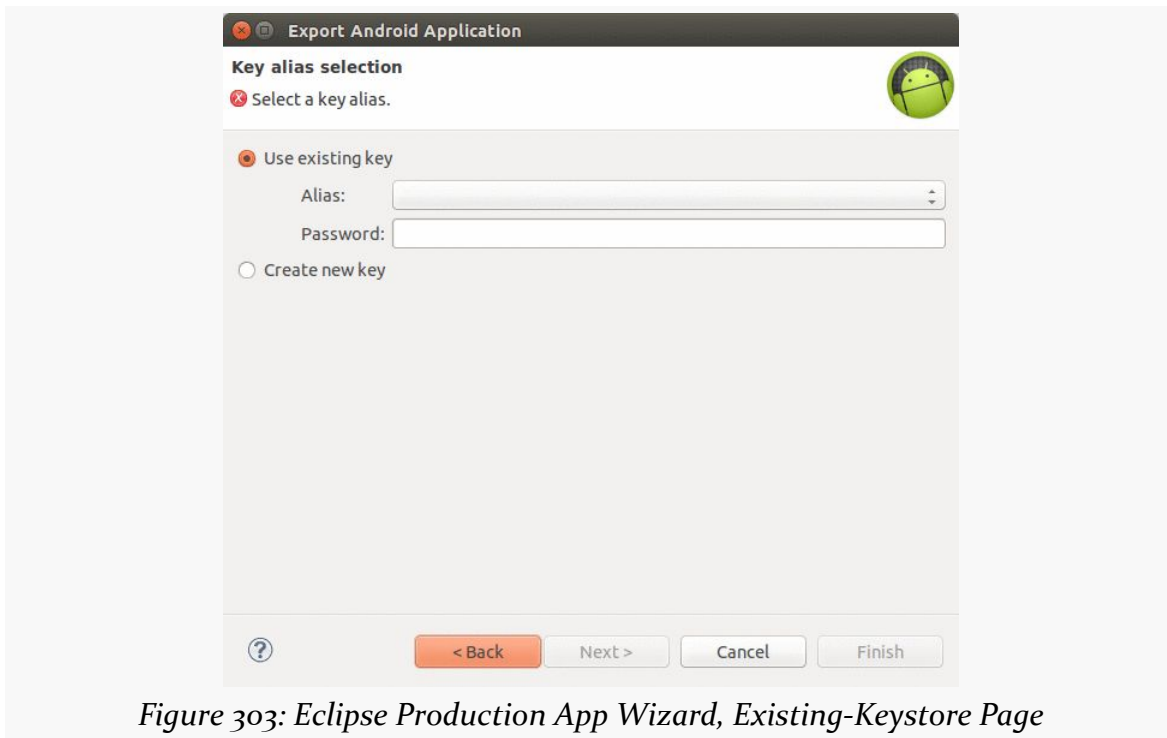 Export Android Application
Key alias selection
Select a key alias.
Use existing key
Alias:
Password:
Create new key
< Back Next > Cancel Finish
Figure 303: Eclipse Production App Wizard, Existing-Keystore Page